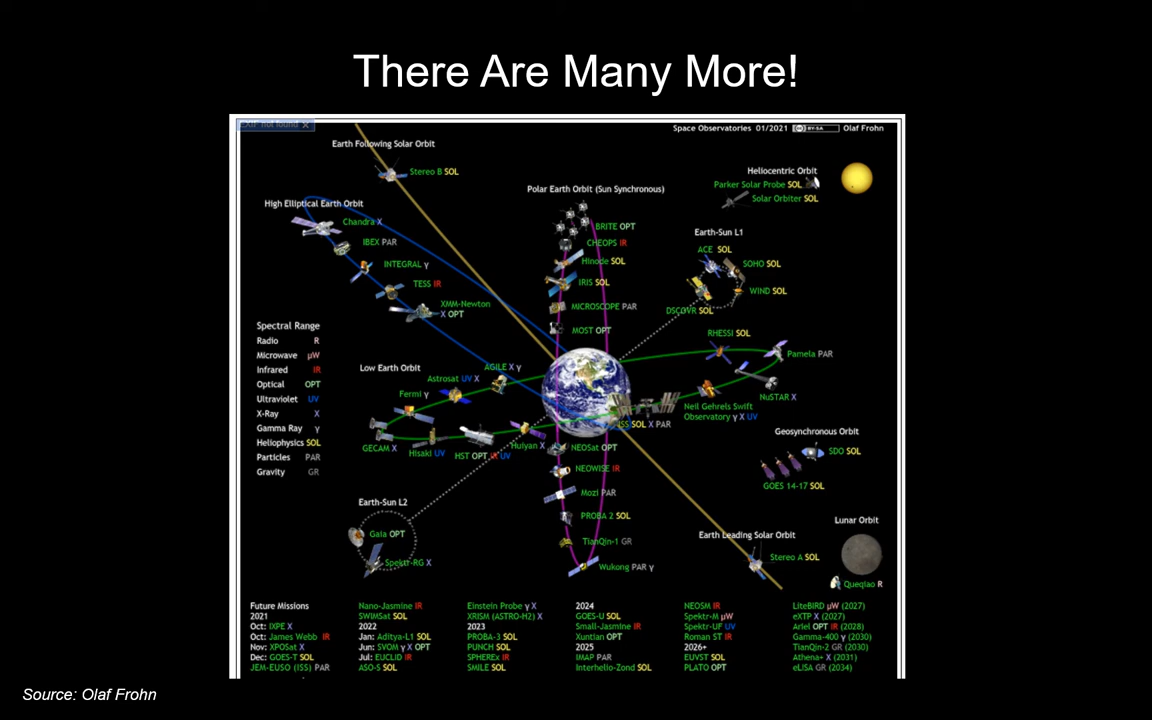 There Are Many More!
EXIF not found
Space Observatories 01/2021 BY-SA Olaf Frohn
Earth Following Solar Orbit
Stereo B SOL
Heliocentric Orbit
Parker Solar Probe SOL
Solar Orbiter SOL
High Elliptical Earth Orbit
Chandra X
IBEX PAR
INTEGRAL γ
TESS IR
XMM-Newton
X OPT
Polar Earth Orbit (Sun Synchronous)
BRITE OPT
CHEOPS IR
Hinode SOL
IRIS SOL
MICROSCOPE PAR
MOST OPT
Earth-Sun L1
ACE SOL
SOHO SOL
WIND SOL
DSCOVR SOL
Spectral Range
Radio R
Microwave µW
Infrared IR
Optical OPT
Ultraviolet UV
X-Ray X
Gamma Ray γ
Heliophysics SOL
Particles PAR
Gravity GR
Low Earth Orbit
AGILE X γ
Astrosat UV X
Fermi γ
GECAM X
Hisaki UV
HST OPT IR UV
Huiyan X
RHESSI SOL
Pamela PAR
NuSTAR X
Neil Gehrels Swift
Observatory γ X UV
ISS SOL X PAR
NEOSat OPT
NEOWISE IR
Mozi PAR
PROBA 2 SOL
TianQin-1 GR
Wukong PAR γ
Geosynchronous Orbit
SDO SOL
GOES 14-17 SOL
Earth-Sun L2
Gaia OPT
Spektr-RG X
Earth Leading Solar Orbit
Stereo A SOL
Lunar Orbit
Queqiao R
Future Missions
2021
Oct: IXPE X
Oct: James Webb IR
Nov: XPOSat X
Dec: GOES-T SOL
JEM-EUSO (ISS) PAR
Nano-Jasmine IR
SWIMSat SOL
2022
Jan: Aditya-L1 SOL
Jun: SVOM γ X OPT
Jul: EUCLID IR
ASO-S SOL
Einstein Probe γ X
XRISM (ASTRO-H2) X
2023
PROBA-3 SOL
PUNCH SOL
SPHEREx IR
SMILE SOL
2024
GOES-U SOL
Small-Jasmine IR
Xuntian OPT
2025
IMAP PAR
Interhelio-Zond SOL
NEOSM IR
Spektr-M µW
Spektr-UF UV
Roman ST IR
2026+
EUVST SOL
PLATO OPT
LiteBIRD µW (2027)
eXTP X (2027)
Ariel OPT IR (2028)
Gamma-400 γ (2030)
TianQin-2 GR (2030)
Athena+ X (2031)
eLISA GR (2034)
Source: Olaf Frohn